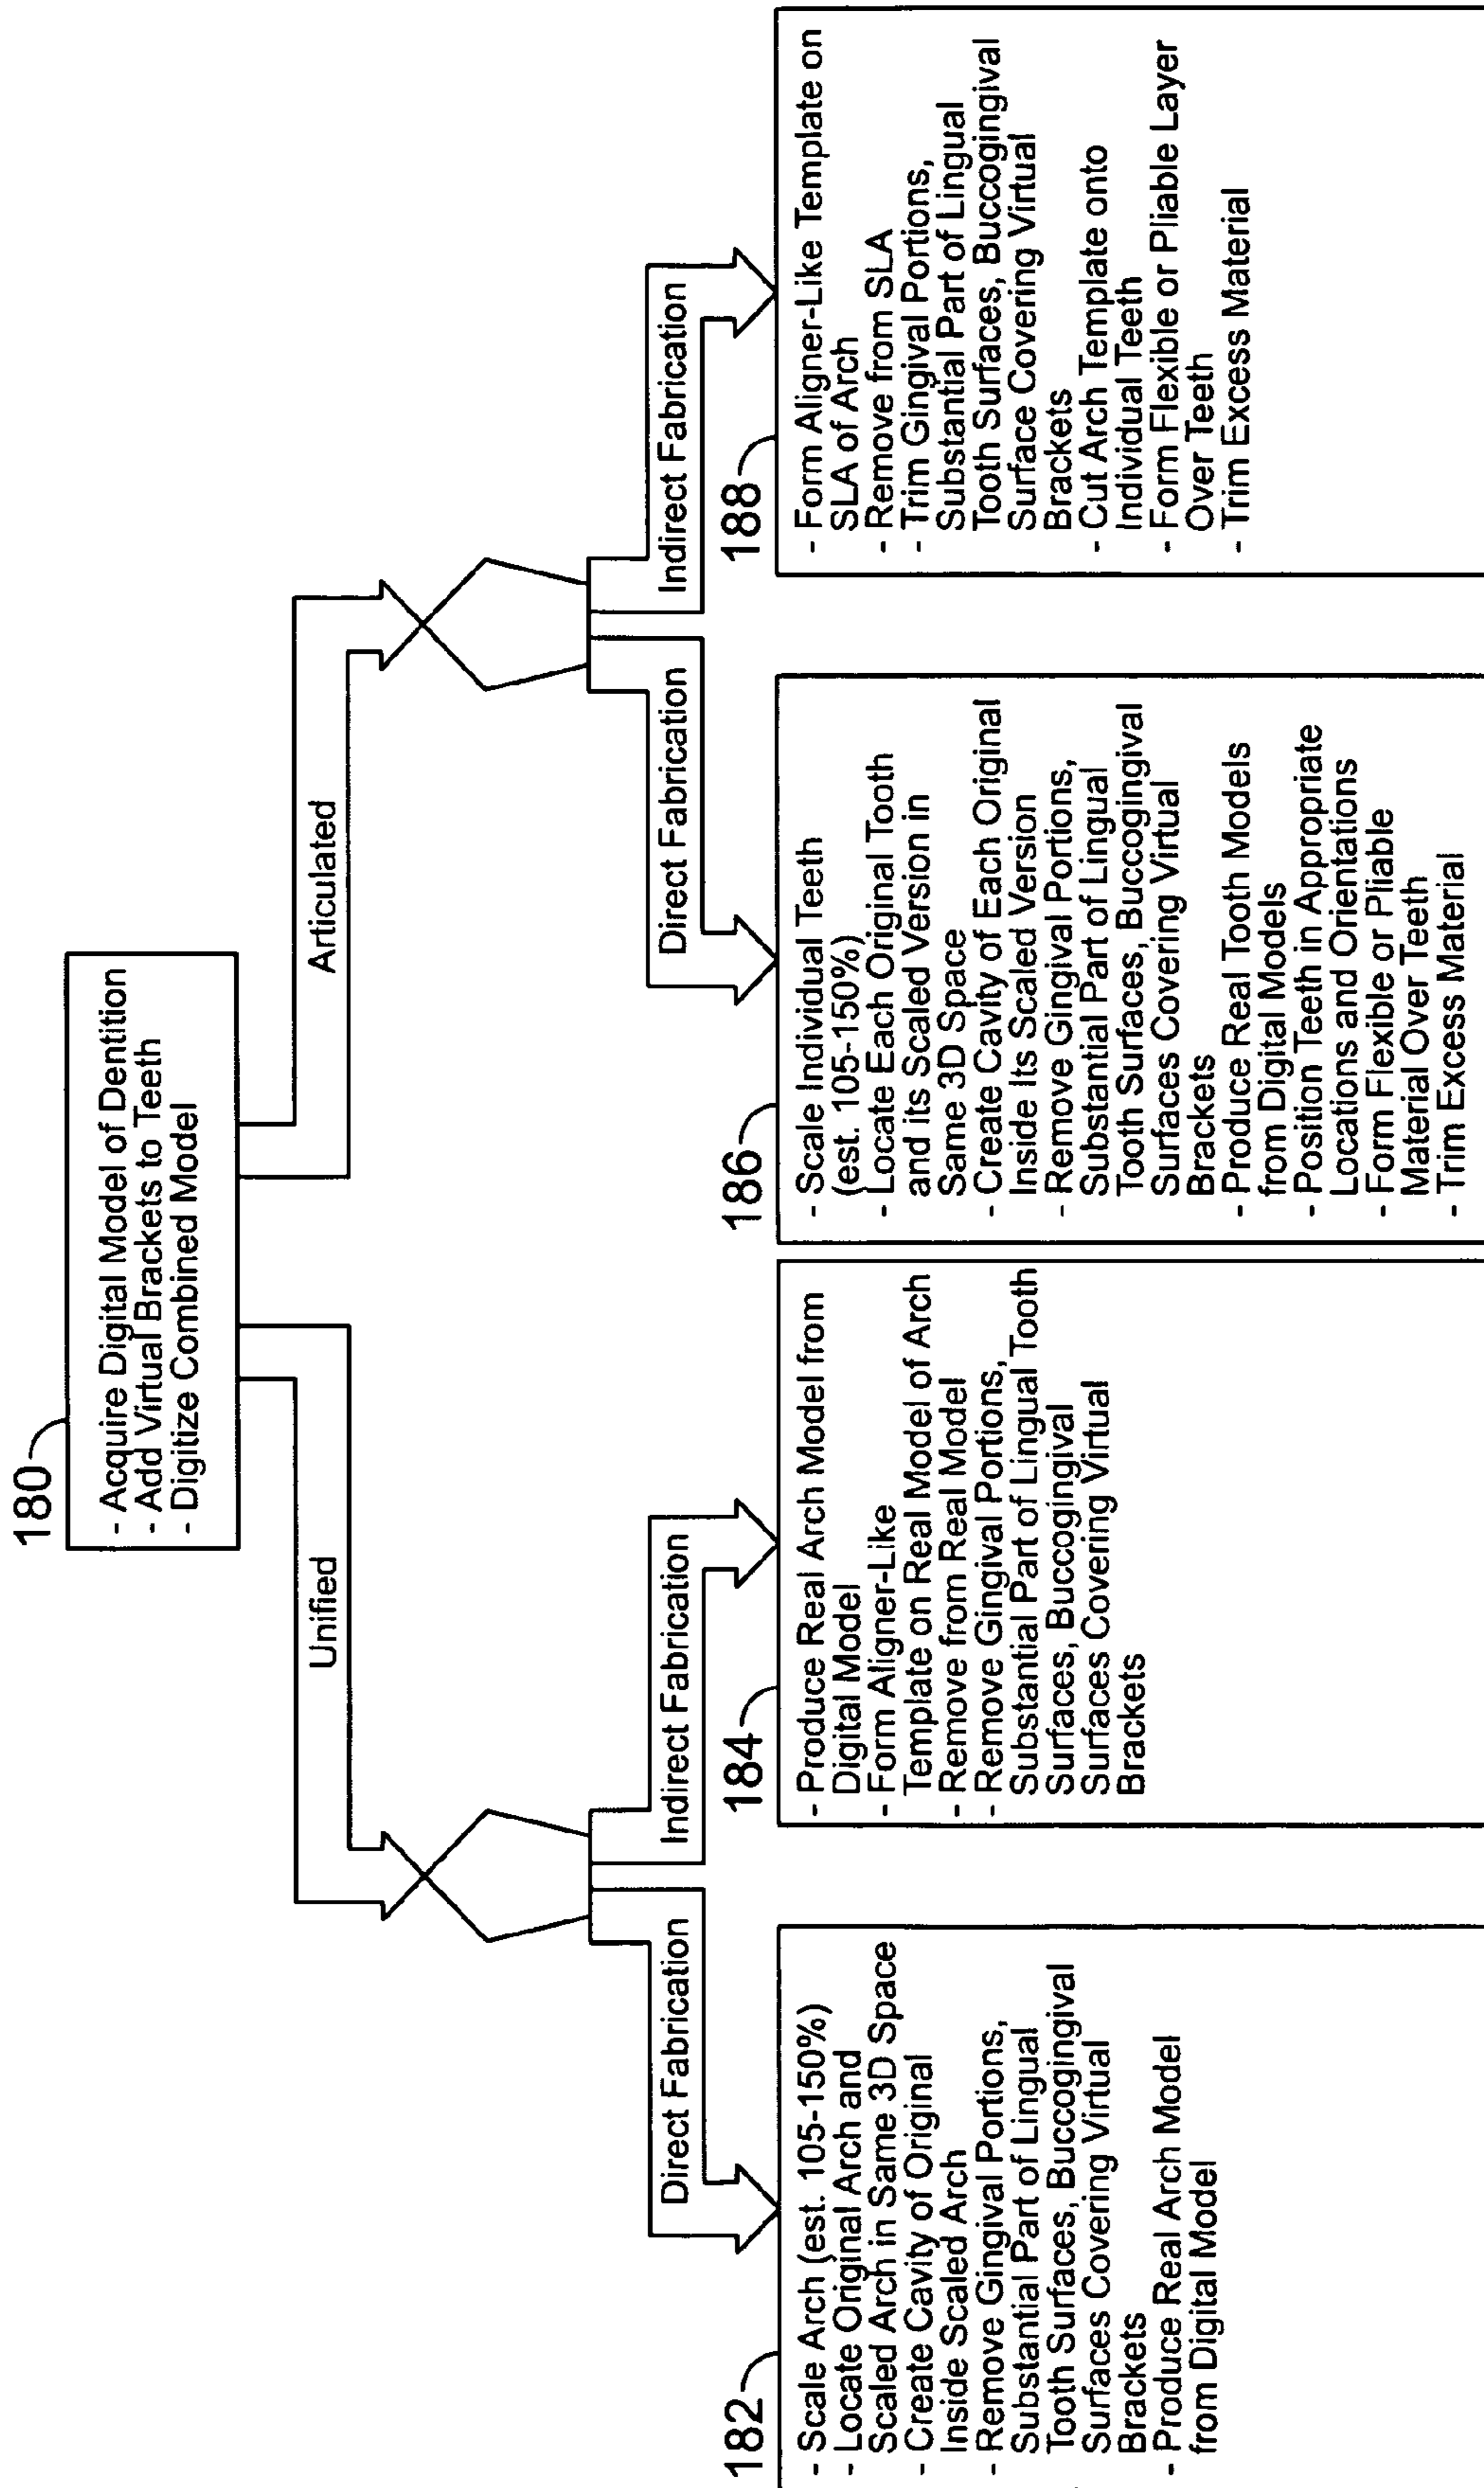 180
- Acquire Digital Model of Dentition
- Add Virtual Brackets to Teeth
- Digitize Combined Model
Unified
Articulated
Direct Fabrication
Indirect Fabrication
Direct Fabrication
Indirect Fabrication
182
- Scale Arch (est. 105-150%)
- Locate Original Arch and
Scaled Arch in Same 3D Space
- Create Cavity of Original
Inside Scaled Arch
- Remove Gingival Portions,
Substantial Part of Lingual
Tooth Surfaces, Buccogingival
Surfaces Covering Virtual
Brackets
- Produce Real Arch Model
from Digital Model
184
- Produce Real Arch Model from
Digital Model
- Form Aligner-Like
Template on Real Model of Arch
- Remove from Real Model
- Remove Gingival Portions,
Substantial Part of Lingual Tooth
Surfaces, Buccogingival
Surfaces Covering Virtual
Brackets
186
- Scale Individual Teeth
(est. 105-150%)
- Locate Each Original Tooth
and its Scaled Version in
Same 3D Space
- Create Cavity of Each Original
Inside Its Scaled Version
- Remove Gingival Portions,
Substantial Part of Lingual
Tooth Surfaces, Buccogingival
Surfaces Covering Virtual
Brackets
- Produce Real Tooth Models
from Digital Models
- Position Teeth in Appropriate
Locations and Orientations
- Form Flexible or Pliable
Material Over Teeth
- Trim Excess Material
188
- Form Aligner-Like Template on
SLA of Arch
- Remove from SLA
- Trim Gingival Portions,
Substantial Part of Lingual
Tooth Surfaces, Buccogingival
Surface Covering Virtual
Brackets
- Cut Arch Template onto
Individual Teeth
- Form Flexible or Pliable Layer
Over Teeth
- Trim Excess Material